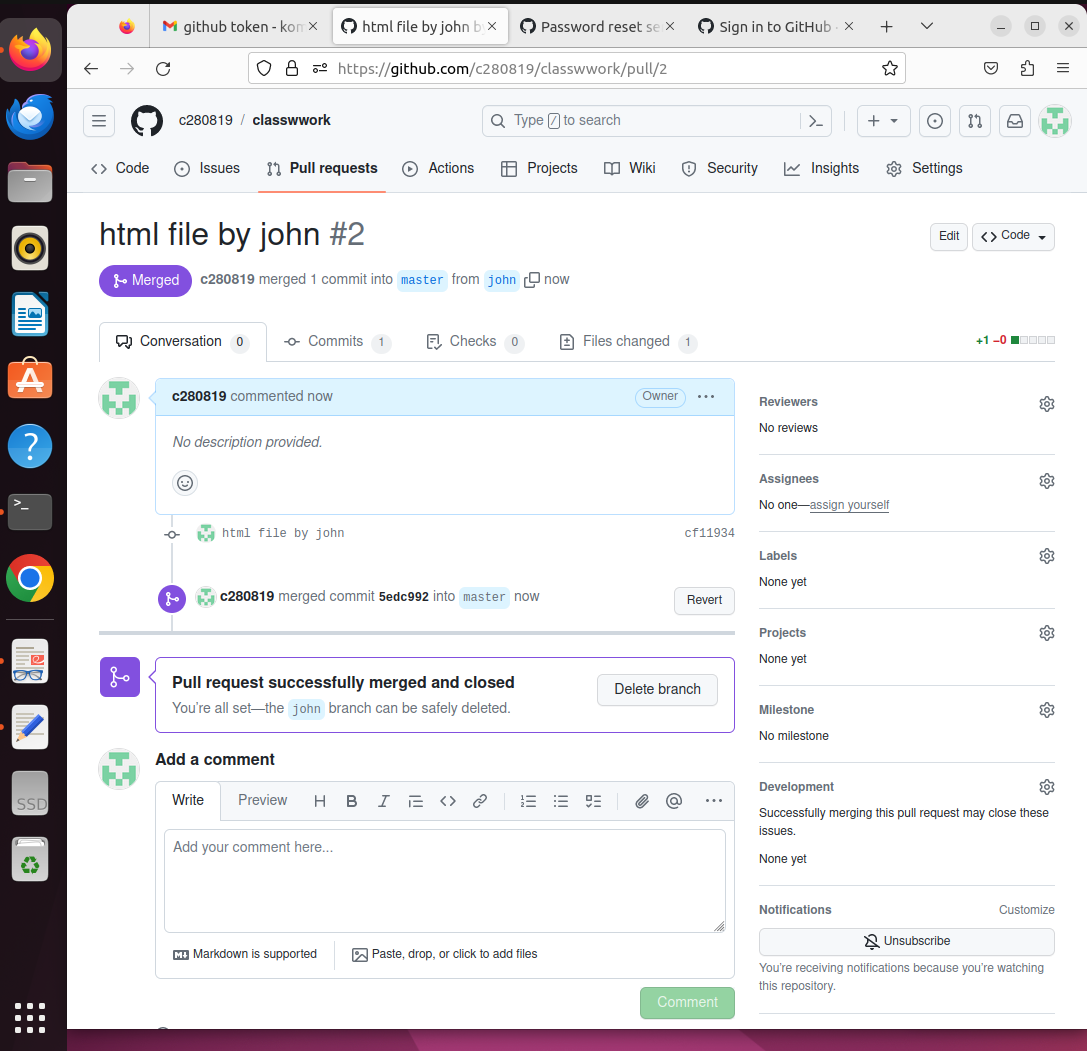 github token - kom
html file by john by
Password reset se
Sign in to GitHub ·
https://github.com/c280819/classwwork/pull/2
c280819 / classwwork
Type / to search
Code
Issues
Pull requests
Actions
Projects
Wiki
Security
Insights
Settings
html file by john #2
Edit
Code
Merged
c280819 merged 1 commit into master from john now
Conversation 0
Commits 1
Checks 0
Files changed 1
+1 −0
c280819 commented now
Owner
No description provided.
html file by john
cf11934
c280819 merged commit 5edc992 into master now
Revert
Pull request successfully merged and closed
You're all set—the john branch can be safely deleted.
Delete branch
Add a comment
Write
Preview
Add your comment here...
Markdown is supported
Paste, drop, or click to add files
Comment
Reviewers
No reviews
Assignees
No one—assign yourself
Labels
None yet
Projects
None yet
Milestone
No milestone
Development
Successfully merging this pull request may close these
issues.
None yet
Notifications
Customize
Unsubscribe
You're receiving notifications because you're watching
this repository.
SSD